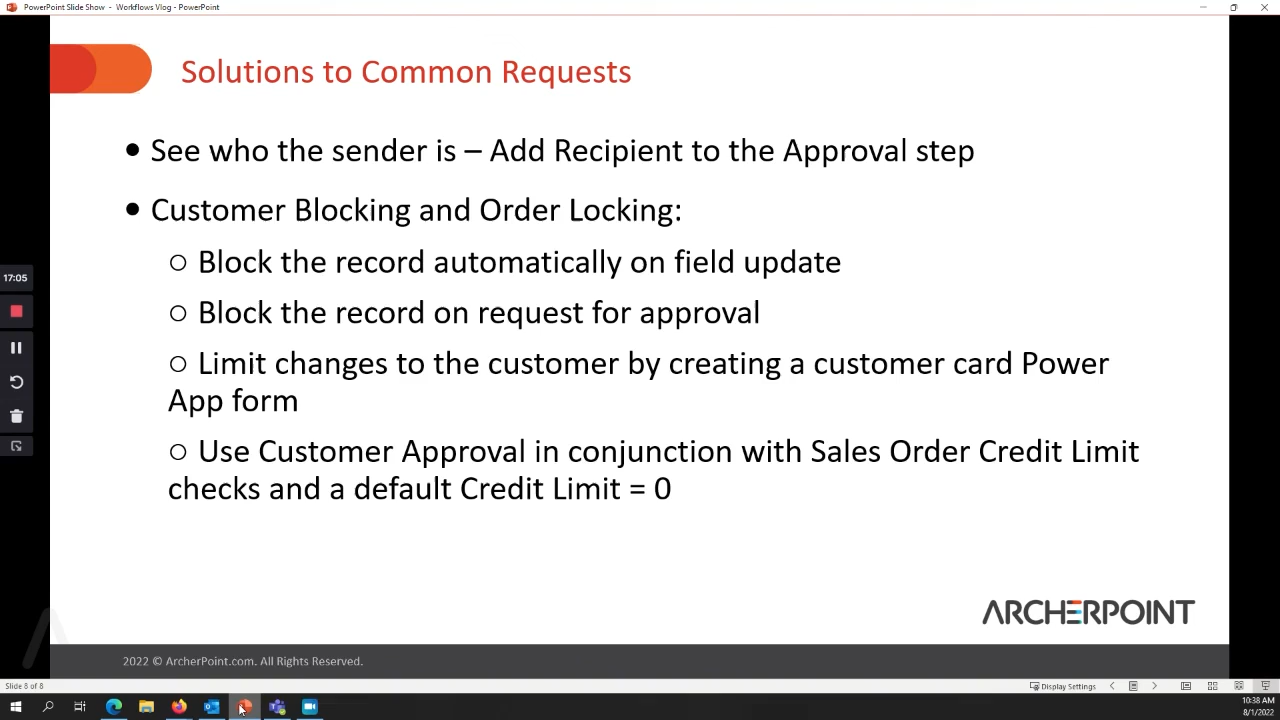 PowerPoint Slide Show - Workflows Vlog - PowerPoint
Solutions to Common Requests
● See who the sender is – Add Recipient to the Approval step
● Customer Blocking and Order Locking:
○ Block the record automatically on field update
○ Block the record on request for approval
○ Limit changes to the customer by creating a customer card Power
App form
○ Use Customer Approval in conjunction with Sales Order Credit Limit
checks and a default Credit Limit = 0
17:05
ARCHERPOINT
2022 © ArcherPoint.com. All Rights Reserved.
Slide 8 of 8
Display Settings
10:38 AM
8/1/2022